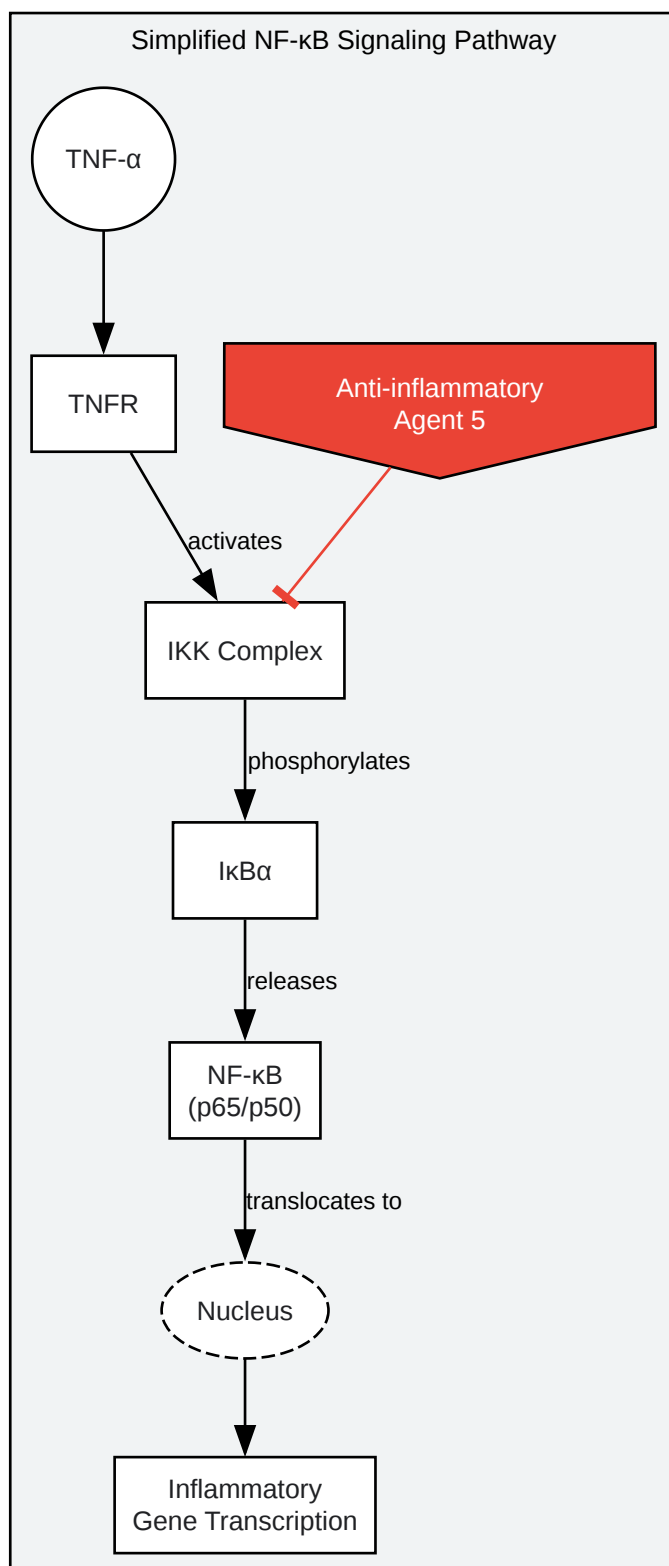 Simplified NF-κB Signaling Pathway
TNF-α
TNFR
Anti-inflammatory
Agent 5
activates
IKK Complex
phosphorylates
IκBα
releases
NF-κB
(p65/p50)
translocates to
Nucleus
Inflammatory
Gene Transcription